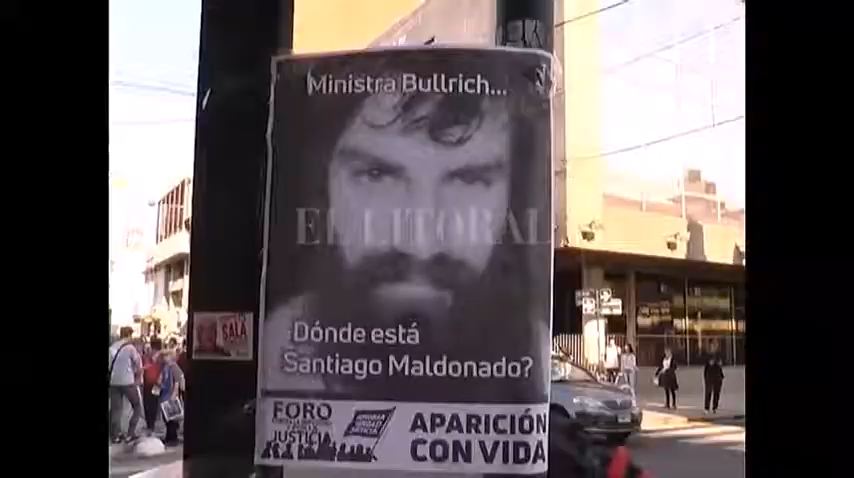 Ministra Bullrich...
EL LITORAL
Dónde está
Santiago Maldonado?
FORO
JUSTICIA
APARICIÓN
CON VIDA
SALA